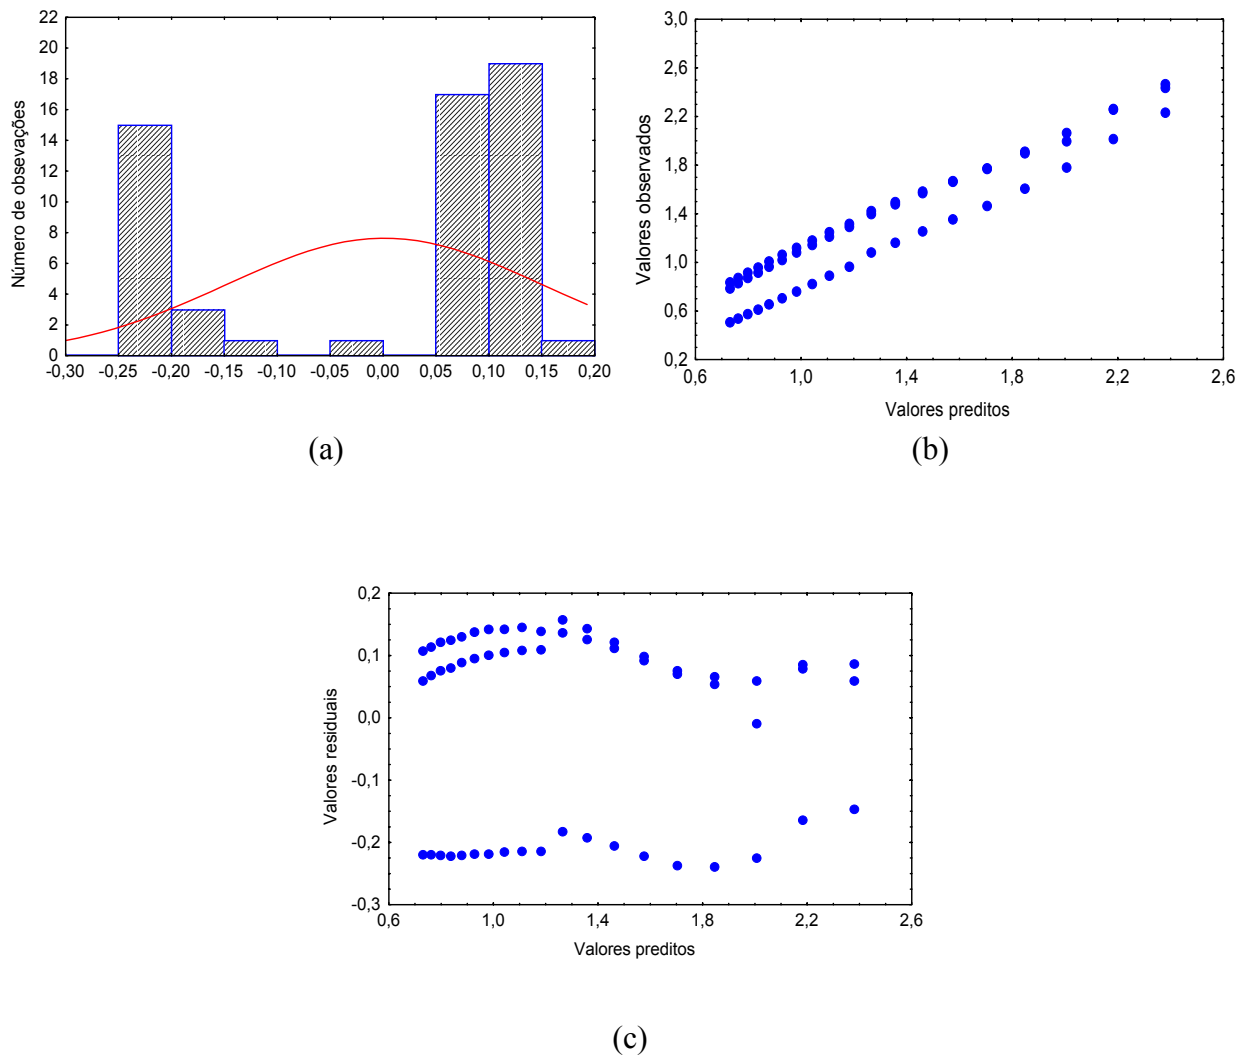 22
20
18
16
14
12
10
8
6
4
2
0
Número de obsevações
-0,30 -0,25 -0,20 -0,15 -0,10 -0,05 0,00 0,05 0,10 0,15 0,20
(a)
3,0
2,6
2,2
1,8
1,4
1,0
0,6
0,2
Valores observados
0,6 1,0 1,4 1,8 2,2 2,6
Valores preditos
(b)
0,2
0,1
0,0
-0,1
-0,2
-0,3
Valores residuais
0,6 1,0 1,4 1,8 2,2 2,6
Valores preditos
(c)